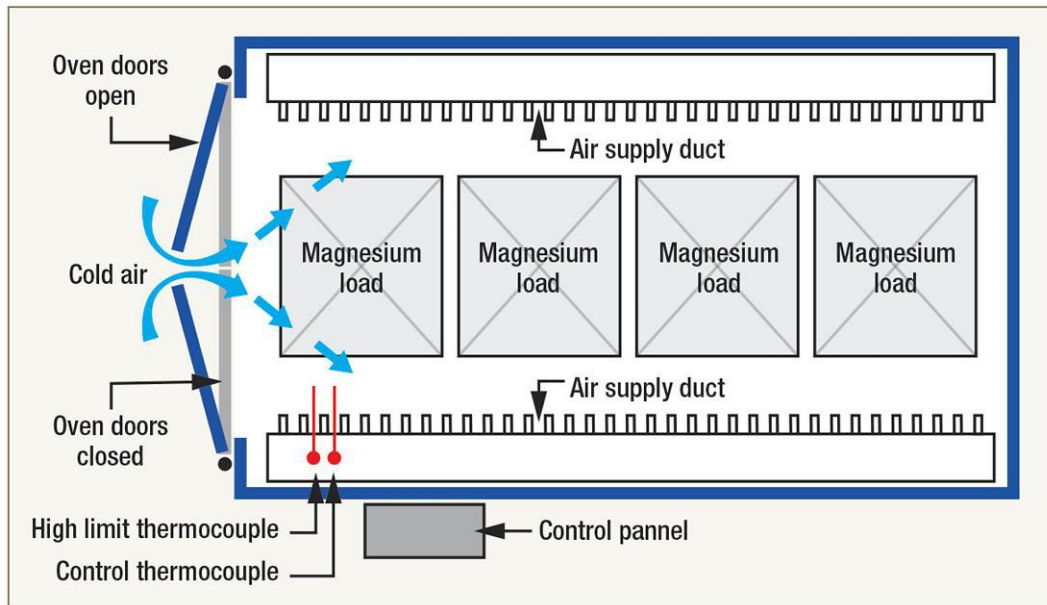 Oven doors
open
Air supply duct
Magnesium
load
Magnesium
load
Magnesium
load
Magnesium
load
Cold air
Air supply duct
Oven doors
closed
High limit thermocouple
Control pannel
Control thermocouple